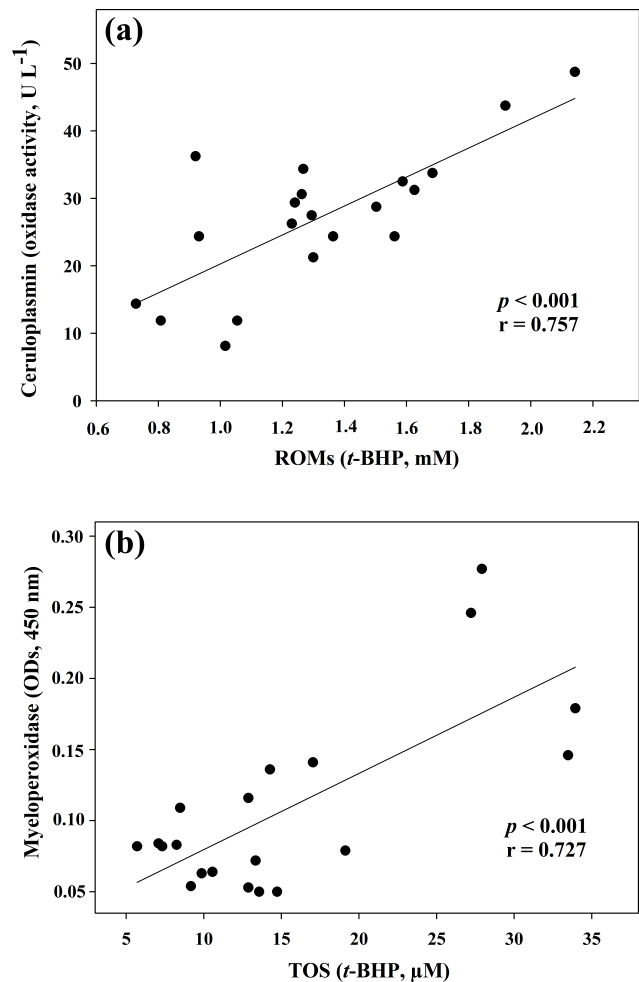 (a)
Ceruloplasmin (oxidase activity, U L-1)
50
40
30
20
10
0
p < 0.001
r = 0.757
0.6 0.8 1.0 1.2 1.4 1.6 1.8 2.0 2.2
ROMs (t-BHP, mM)
(b)
Myeloperoxidase (ODs, 450 nm)
0.30
0.25
0.20
0.15
0.10
0.05
p < 0.001
r = 0.727
5 10 15 20 25 30 35
TOS (t-BHP, µM)